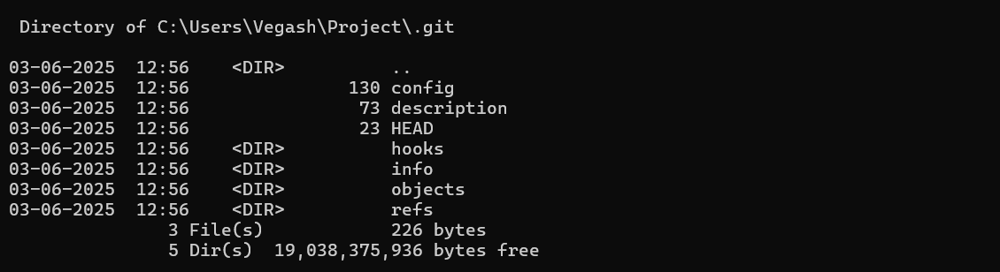 Directory of C:\Users\Vegash\Project\.git

03-06-2025  12:56    <DIR>          ..
03-06-2025  12:56               130 config
03-06-2025  12:56                73 description
03-06-2025  12:56                23 HEAD
03-06-2025  12:56    <DIR>          hooks
03-06-2025  12:56    <DIR>          info
03-06-2025  12:56    <DIR>          objects
03-06-2025  12:56    <DIR>          refs
               3 File(s)            226 bytes
               5 Dir(s)  19,038,375,936 bytes free